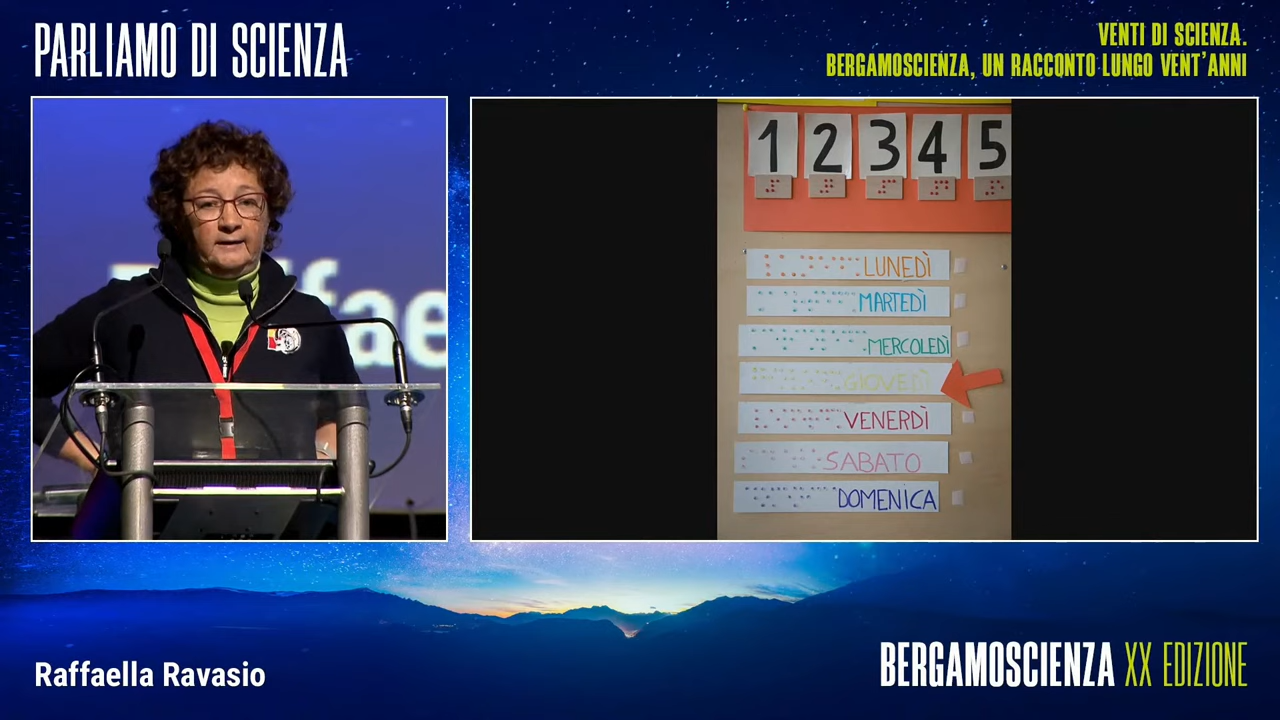 PARLIAMO DI SCIENZA
VENTI DI SCIENZA.
BERGAMOSCIENZA, UN RACCONTO LUNGO VENT'ANNI
1 2 3 4 5
LUNEDÌ
MARTEDÌ
MERCOLEDÌ
GIOVEDÌ
VENERDÌ
SABATO
DOMENICA
Raffaella Ravasio
BERGAMOSCIENZA XX EDIZIONE